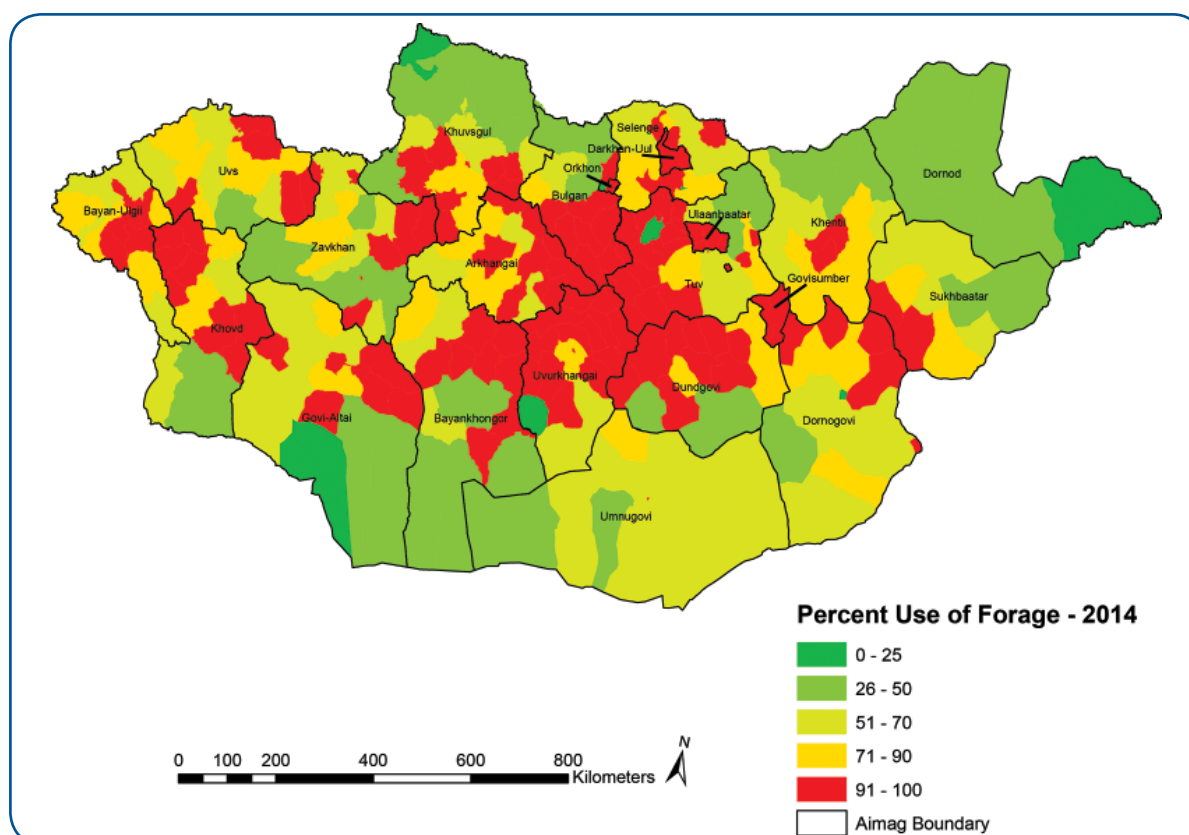 Khuvsgul
Selenge
Darkhan-Uul
Orkhon
Bulgan
Uvs
Dornod
Bayan-Ulgii
Ulaanbaatar
Khentii
Zavkhan
Arkhangai
Govisumber
Tuv
Sukhbaatar
Khovd
Uvurkhangai
Dundgovi
Govi-Altai
Bayankhongor
Dornogovi
Umnugovi
Percent Use of Forage - 2014
0 - 25
26 - 50
51 - 70
71 - 90
91 - 100
Aimag Boundary
0 100 200 400 600 800
Kilometers
N